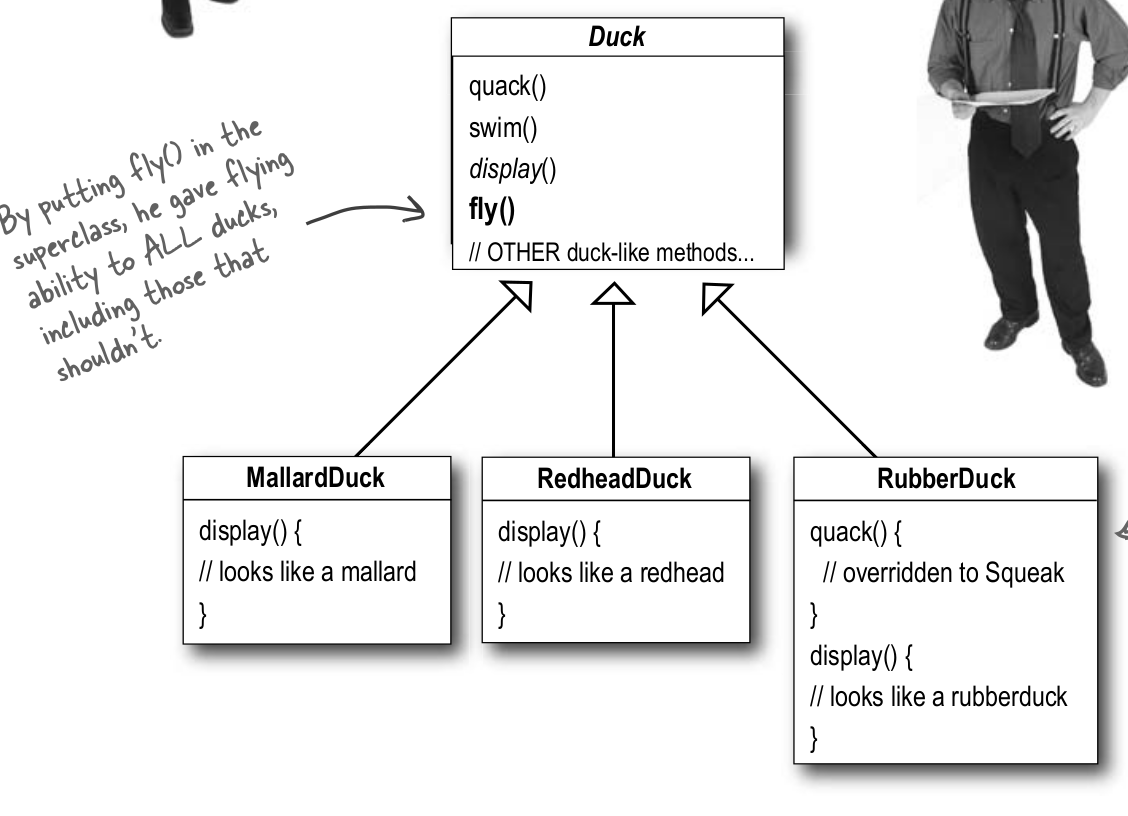 Duck
quack()
swim()
display()
fly()
// OTHER duck-like methods...
By putting fly() in the
superclass, he gave flying
ability to ALL ducks,
including those that
shouldn't.
MallardDuck
display() {
// looks like a mallard
}
RedheadDuck
display() {
// looks like a redhead
}
RubberDuck
quack() {
// overridden to Squeak
}
display() {
// looks like a rubberduck
}